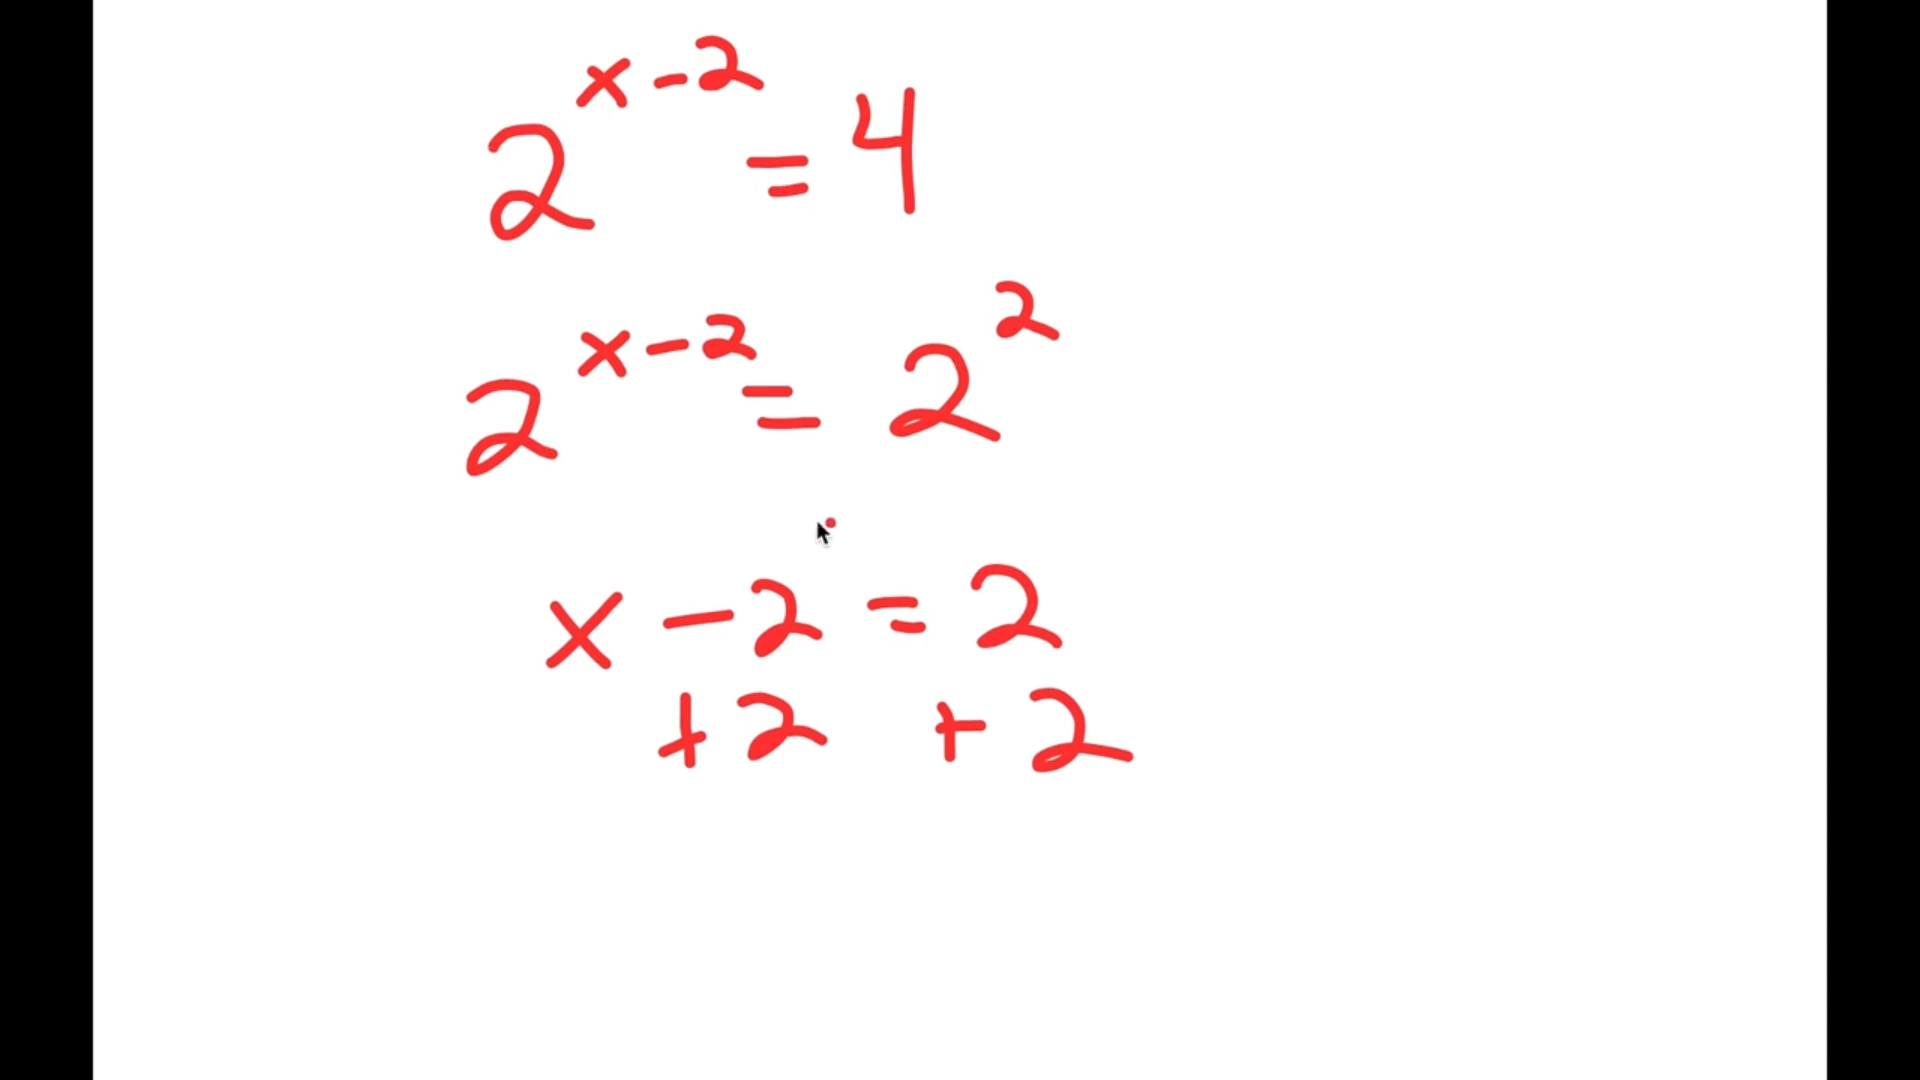 2^{x-2} = 4
2^{x-2} = 2^2
x - 2 = 2
+2 +2